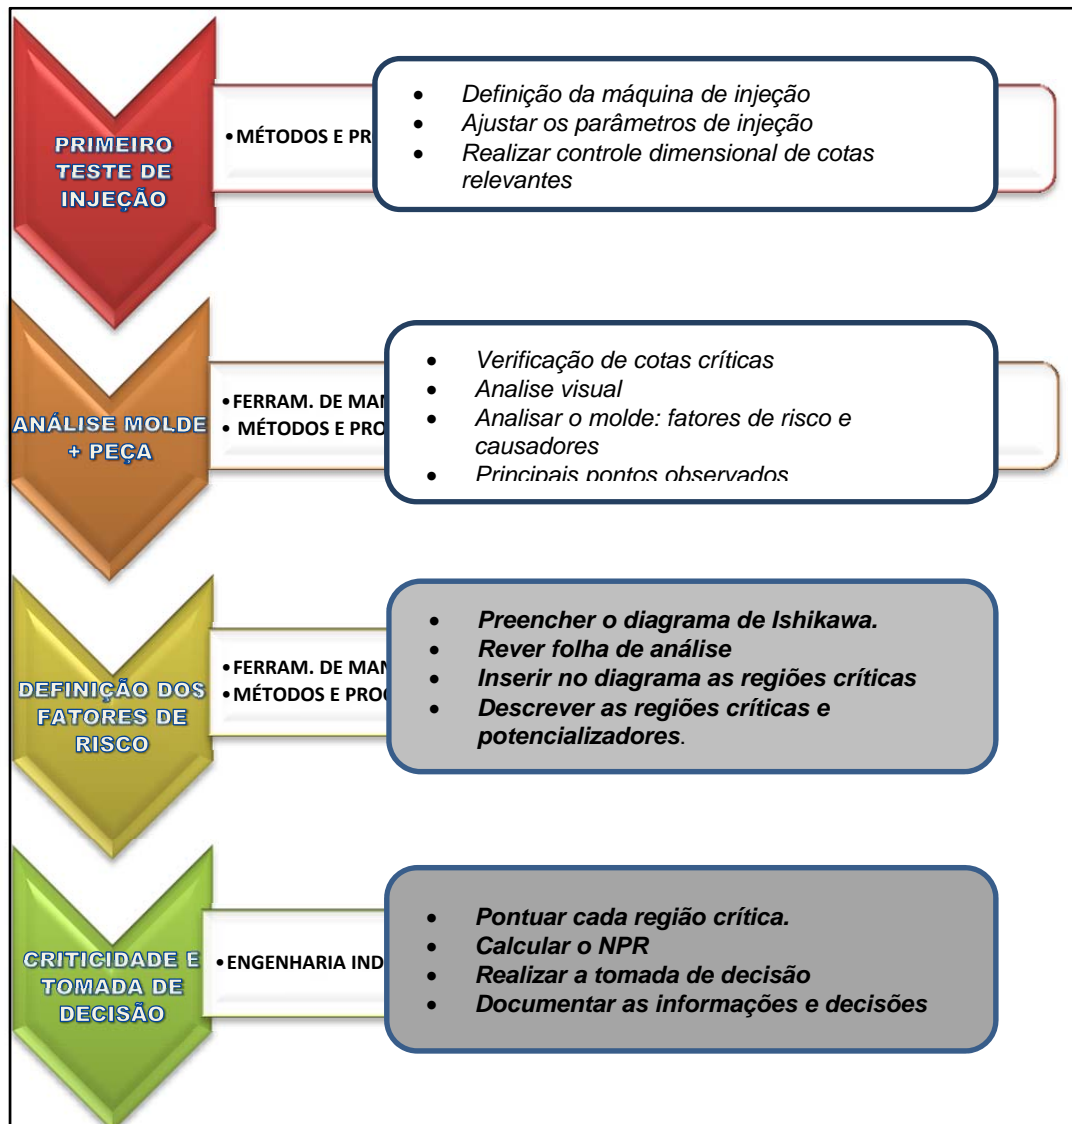 PRIMEIRO
TESTE DE
INJEÇÃO
•MÉTODOS E PR
• Definição da máquina de injeção
• Ajustar os parâmetros de injeção
• Realizar controle dimensional de cotas
relevantes
ANÁLISE MOLDE
+ PEÇA
•FERRAM. DE MAN
• MÉTODOS E PRO
• Verificação de cotas críticas
• Analise visual
• Analisar o molde: fatores de risco e
causadores
• Principais pontos observados
DEFINIÇÃO DOS
FATORES DE
RISCO
•FERRAM. DE MAN
•MÉTODOS E PROC
• Preencher o diagrama de Ishikawa.
• Rever folha de análise
• Inserir no diagrama as regiões críticas
• Descrever as regiões críticas e
potencializadores.
CRITICIDADE E
TOMADA DE
DECISÃO
•ENGENHARIA IND
• Pontuar cada região crítica.
• Calcular o NPR
• Realizar a tomada de decisão
• Documentar as informações e decisões